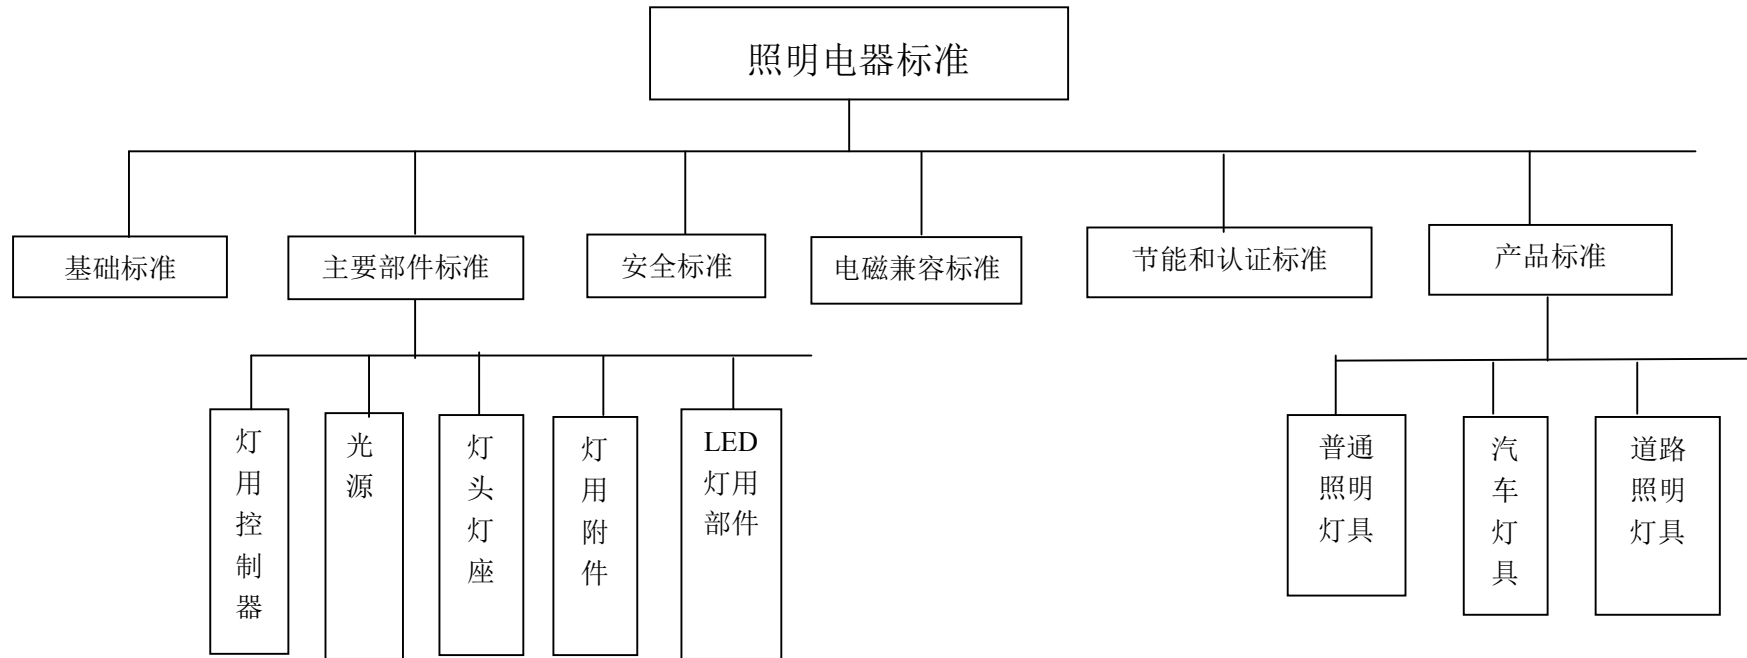 照明电器标准
基础标准
主要部件标准
安全标准
电磁兼容标准
节能和认证标准
产品标准
灯用控制器
光源
灯头灯座
灯用附件
LED
灯用
部件
普通
照明
灯具
汽车灯具
道路
照明
灯具